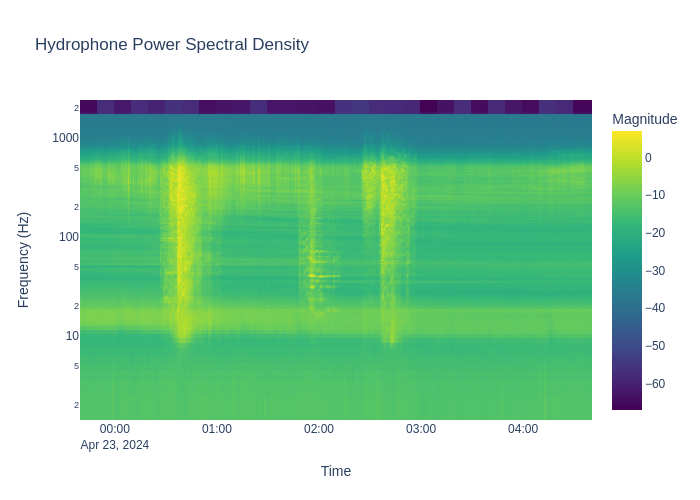 Hydrophone Power Spectral Density
Magnitude
2
1000
5
2
100
5
2
10
5
2
0
−10
−20
−30
−40
−50
−60
Frequency (Hz)
00:00 01:00 02:00 03:00 04:00
Apr 23, 2024
Time